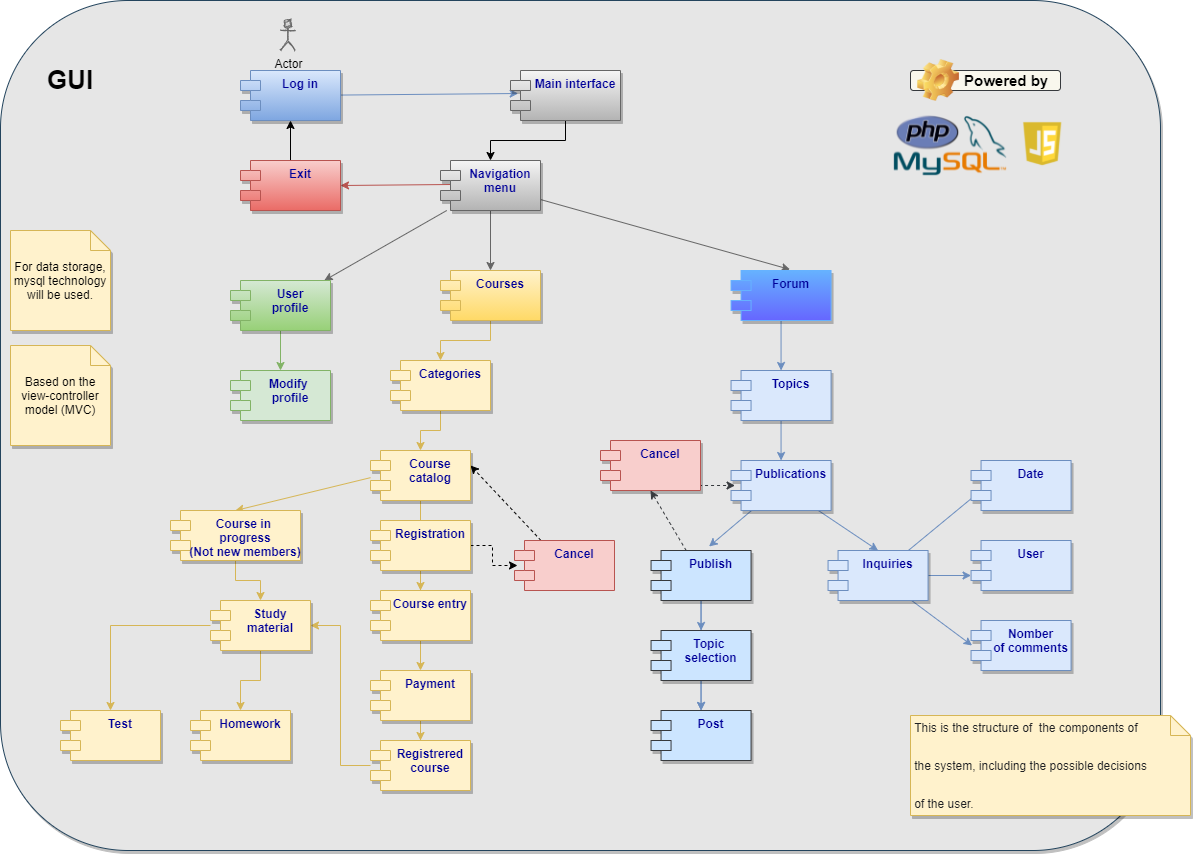 Actor
GUI
Log in
Main interface
Powered by
php
MySQL
JS
Exit
Navigation
menu
For data storage,
mysql technology
will be used.
User
profile
Courses
Forum
Based on the
view-controller
model (MVC)
Modify
profile
Categories
Topics
Course
catalog
Cancel
Publications
Date
Course in
progress
(Not new members)
Registration
Cancel
Publish
Inquiries
User
Study
material
Course entry
Topic
selection
Nomber
of comments
Payment
Test
Homework
Registrered
course
Post
This is the structure of  the components of
the system, including the possible decisions
of the user.